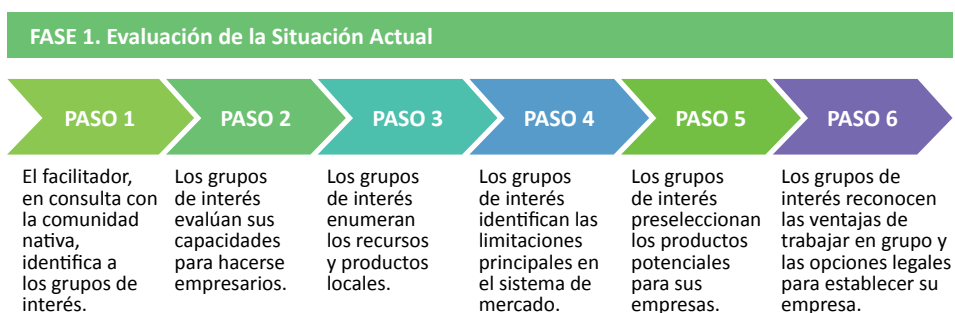 FASE 1. Evaluación de la Situación Actual
PASO 1
PASO 2
PASO 3
PASO 4
PASO 5
PASO 6
El facilitador,
en consulta con
la comunidad
nativa,
identifica a
los grupos de
interés.
Los grupos
de interés
evalúan sus
capacidades
para hacerse
empresarios.
Los grupos
de interés
enumeran
los recursos
y productos
locales.
Los grupos
de interés
identifican las
limitaciones
principales en
el sistema de
mercado.
Los grupos
de interés
preseleccionan
los productos
potenciales
para sus
empresas.
Los grupos de
interés reconocen
las ventajas de
trabajar en grupo y
las opciones legales
para establecer su
empresa.